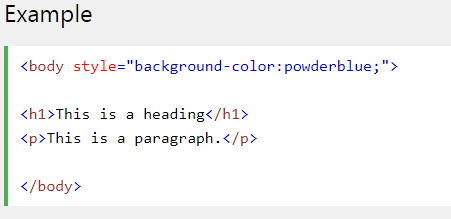 Example
<body style="background-color:powderblue;">
<h1>This is a heading</h1>
<p>This is a paragraph.</p>
</body>